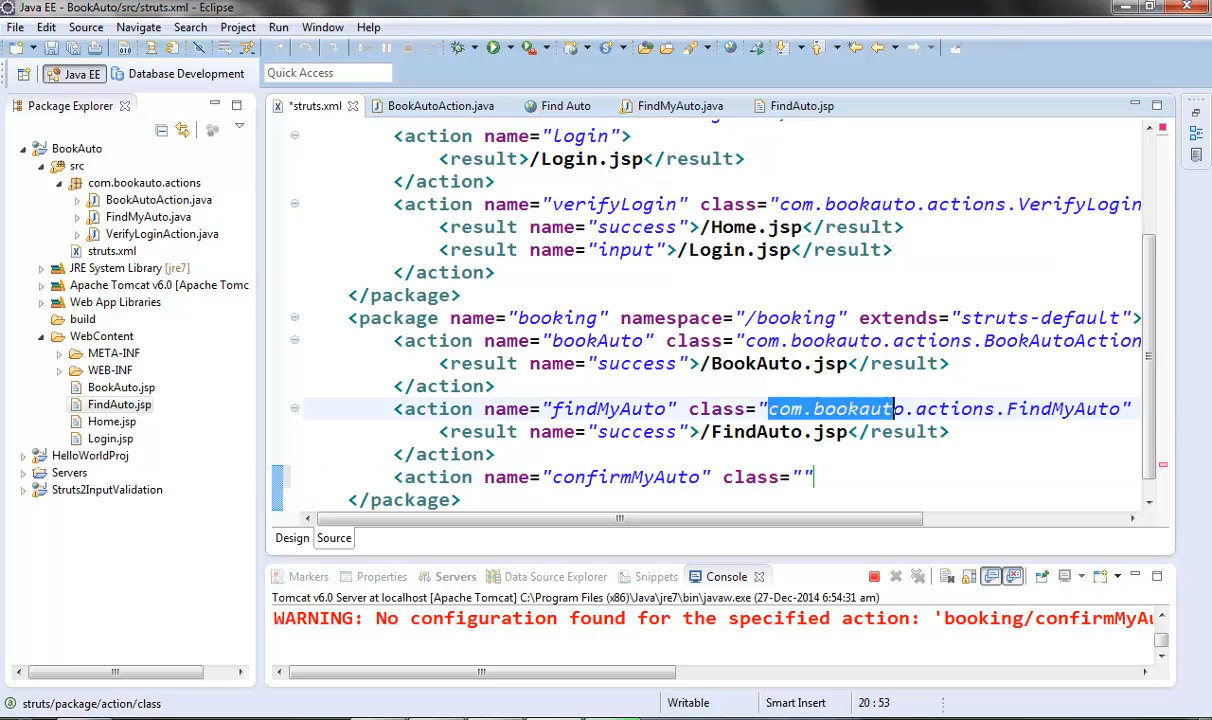 Java EE - BookAuto/src/struts.xml - Eclipse
File Edit Source Navigate Search Project Run Window Help
Java EE Database Development Quick Access
Package Explorer
BookAuto
src
com.bookauto.actions
BookAutoAction.java
FindMyAuto.java
VerifyLoginAction.java
struts.xml
JRE System Library [jre7]
Apache Tomcat v6.0 [Apache Tomc
Web App Libraries
build
WebContent
META-INF
WEB-INF
BookAuto.jsp
FindAuto.jsp
Home.jsp
Login.jsp
HelloWorldProj
Servers
Struts2InputValidation
*struts.xml BookAutoAction.java Find Auto FindMyAuto.java FindAuto.jsp
<action name="login">
<result>/Login.jsp</result>
</action>
<action name="verifyLogin" class="com.bookauto.actions.VerifyLogin
<result name="success">/Home.jsp</result>
<result name="input">/Login.jsp</result>
</action>
</package>
<package name="booking" namespace="/booking" extends="struts-default">
<action name="bookAuto" class="com.bookauto.actions.BookAutoAction
<result name="success">/BookAuto.jsp</result>
</action>
<action name="findMyAuto" class="com.bookauto.actions.FindMyAuto"
<result name="success">/FindAuto.jsp</result>
</action>
<action name="confirmMyAuto" class=""
</package>
Design Source
Markers Properties Servers Data Source Explorer Snippets Console
Tomcat v6.0 Server at localhost [Apache Tomcat] C:\Program Files (x86)\Java\jre7\bin\javaw.exe (27-Dec-2014 6:54:31 am)
WARNING: No configuration found for the specified action: 'booking/confirmMyAu
struts/package/action/class Writable Smart Insert 20 : 53